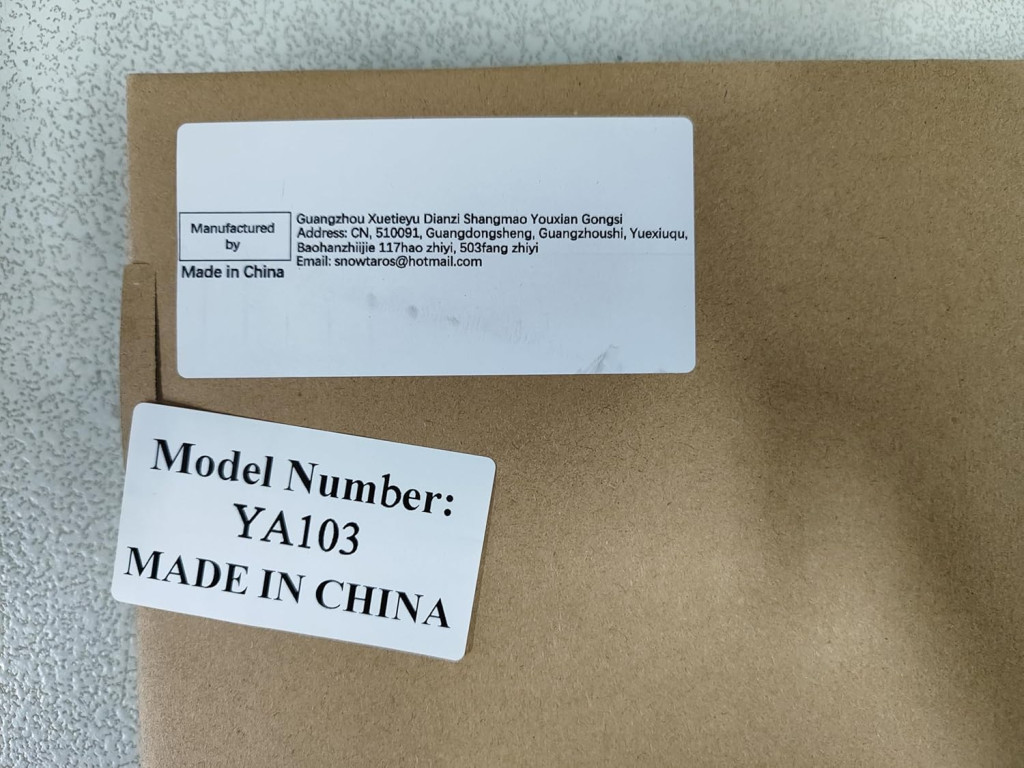 Manufactured
by
Made in China
Guangzhou Xuetieyu Dianzi Shangmao Youxian Gongsi
Address: CN, 510091, Guangdongsheng, Guangzhoushi, Yuexiuqu,
Baohanzhiijie 117hao zhiyi, 503fang zhiyi
Email: snowtaros@hotmail.com
Model Number:
YA103
MADE IN CHINA